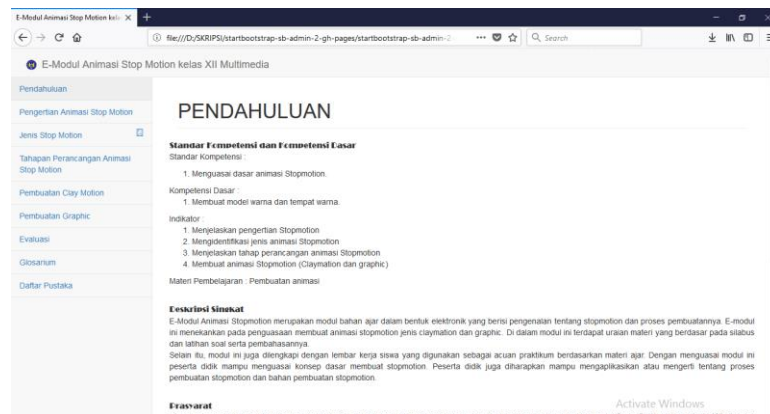 E-Modul Animasi Stop Motion kela
file:///D:/SKRIPSI/startbootstrap-sb-admin-2-gh-pages/startbootstrap-sb-admin-2
Search
E-Modul Animasi Stop Motion kelas XII Multimedia
Pendahuluan
Pengertian Animasi Stop Motion
Jenis Stop Motion
Tahapan Perancangan Animasi
Stop Motion
Pembuatan Clay Motion
Pembuatan Graphic
Evaluasi
Glosarium
Daftar Pustaka
PENDAHULUAN
Standar Kompetensi dan Kompetensi Dasar
Standar Kompetensi :
1. Menguasai dasar animasi Stopmotion.
Kompetensi Dasar :
1. Membuat model warna dan tempat warna.
Indikator :
1. Menjelaskan pengertian Stopmotion
2. Mengidentifikasi jenis animasi Stopmotion
3. Menjelaskan tahap perancangan animasi Stopmotion
4. Membuat animasi Stopmotion (Claymation dan graphic)
Materi Pembelajaran : Pembuatan animasi
Deskripsi Singkat
E-Modul Animasi Stopmotion merupakan modul bahan ajar dalam bentuk elektronik yang berisi pengenalan tentang stopmotion dan proses pembuatannya. E-modul
ini menekankan pada penguasaan membuat animasi stopmotion jenis claymation dan graphic. Di dalam modul ini terdapat uraian materi yang berdasar pada silabus
dan latihan soal serta pembahasannya.
Selain itu, modul ini juga dilengkapi dengan lembar kerja siswa yang digunakan sebagai acuan praktikum berdasarkan materi ajar. Dengan menguasai modul ini
peserta didik mampu menguasai konsep dasar membuat stopmotion. Peserta didik juga diharapkan mampu mengaplikasikan atau mengerti tentang proses
pembuatan stopmotion dan bahan pembuatan stopmotion.
Activate Windows
Prasyarat